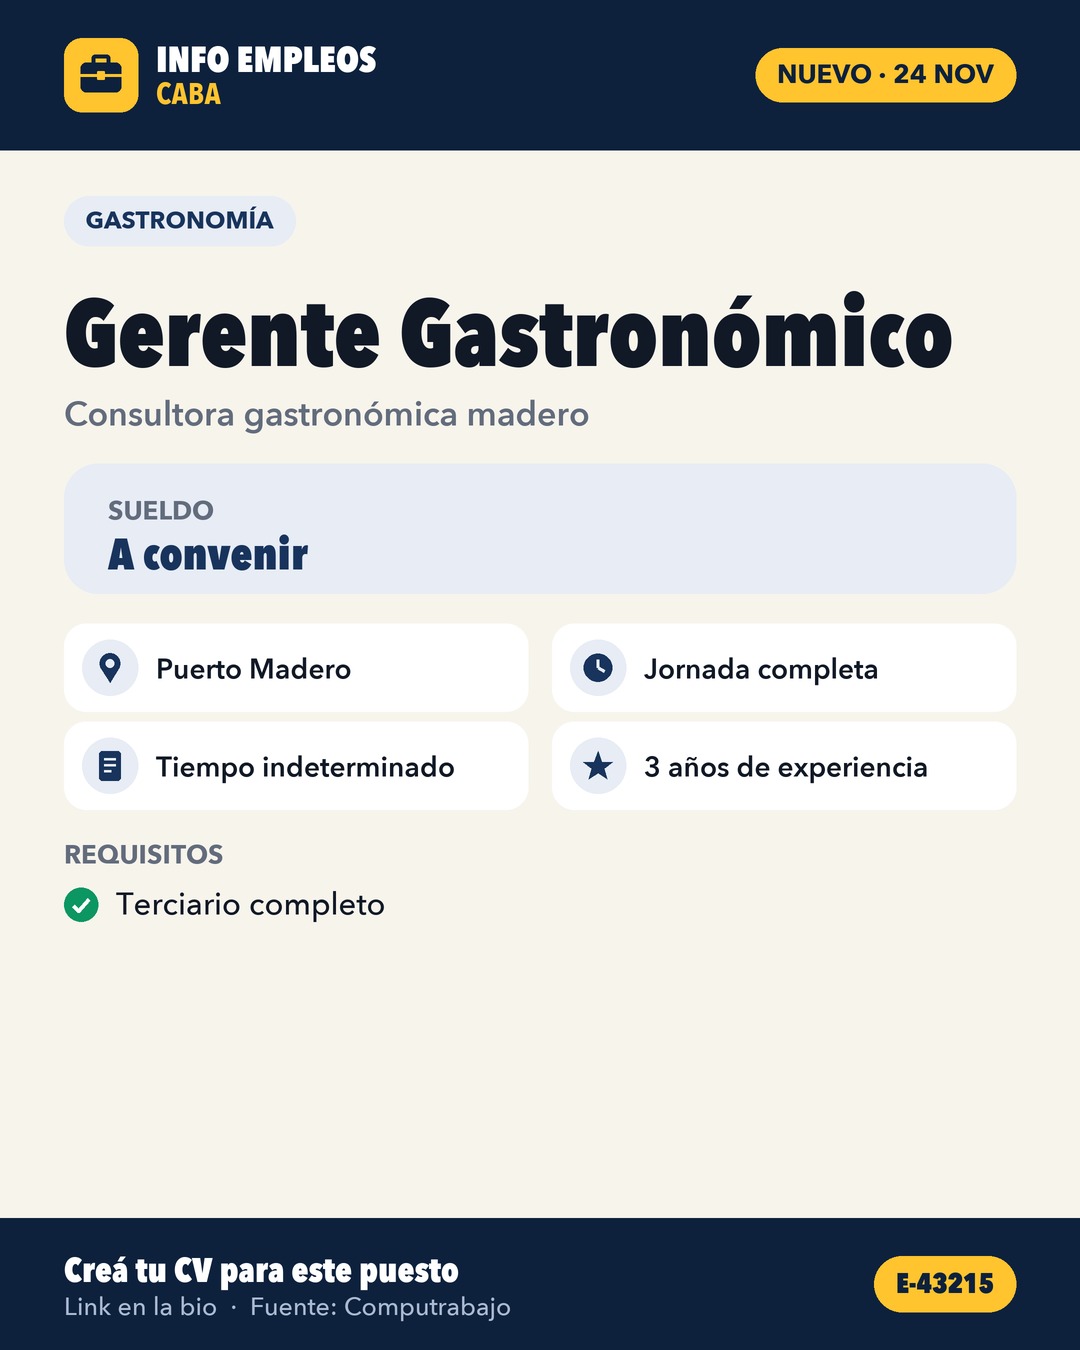 INFO EMPLEOS
CABA
NUEVO · 24 NOV
GASTRONOMÍA
Gerente Gastronómico
Consultora gastronómica madero
SUELDO
A convenir
Puerto Madero
Jornada completa
Tiempo indeterminado
3 años de experiencia
REQUISITOS
Terciario completo
Creá tu CV para este puesto
Link en la bio · Fuente: Computrabajo
E-43215